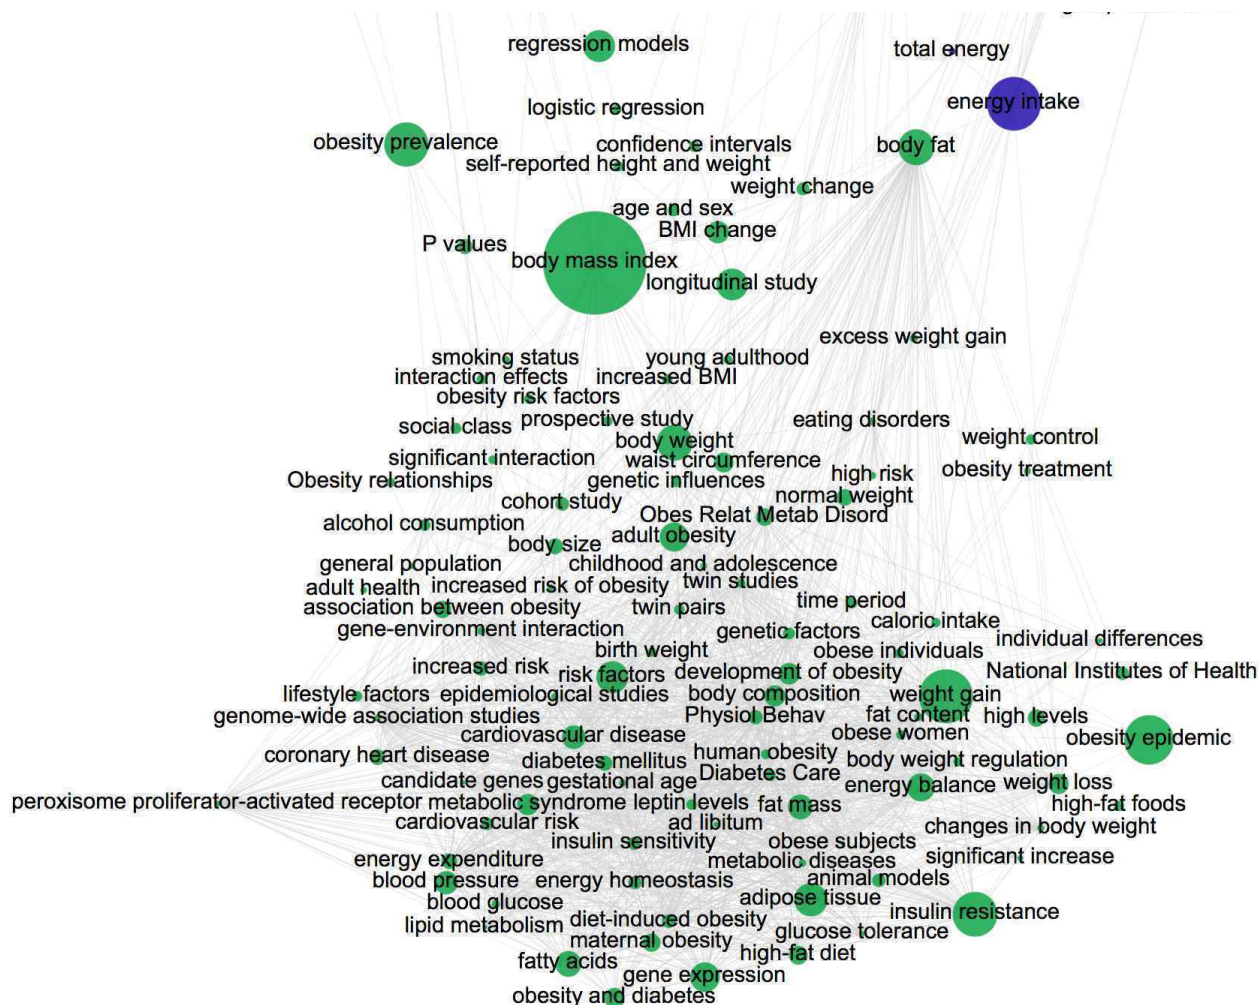 regression models
total energy
energy intake
logistic regression
obesity prevalence
confidence intervals
body fat
self-reported height and weight
weight change
age and sex
BMI change
P values
body mass index
longitudinal study
excess weight gain
smoking status
young adulthood
interaction effects
increased BMI
obesity risk factors
prospective study
eating disorders
social class
body weight
weight control
significant interaction
waist circumference
high risk
obesity treatment
Obesity relationships
genetic influences
normal weight
cohort study
Obes Relat Metab Disord
alcohol consumption
adult obesity
body size
general population
childhood and adolescence
adult health
increased risk of obesity
twin studies
association between obesity
twin pairs
time period
gene-environment interaction
genetic factors
caloric intake
individual differences
birth weight
obese individuals
increased risk
risk factors
development of obesity
National Institutes of Health
lifestyle factors
epidemiological studies
body composition
weight gain
genome-wide association studies
Physiol Behav
fat content
high levels
cardiovascular disease
obese women
obesity epidemic
coronary heart disease
diabetes mellitus
human obesity
body weight regulation
candidate genes
gestational age
Diabetes Care
energy balance
weight loss
peroxisome proliferator-activated receptor
metabolic syndrome
leptin levels
fat mass
high-fat foods
cardiovascular risk
ad libitum
changes in body weight
insulin sensitivity
obese subjects
energy expenditure
metabolic diseases
significant increase
blood pressure
energy homeostasis
animal models
blood glucose
adipose tissue
insulin resistance
lipid metabolism
diet-induced obesity
glucose tolerance
maternal obesity
high-fat diet
fatty acids
gene expression
obesity and diabetes